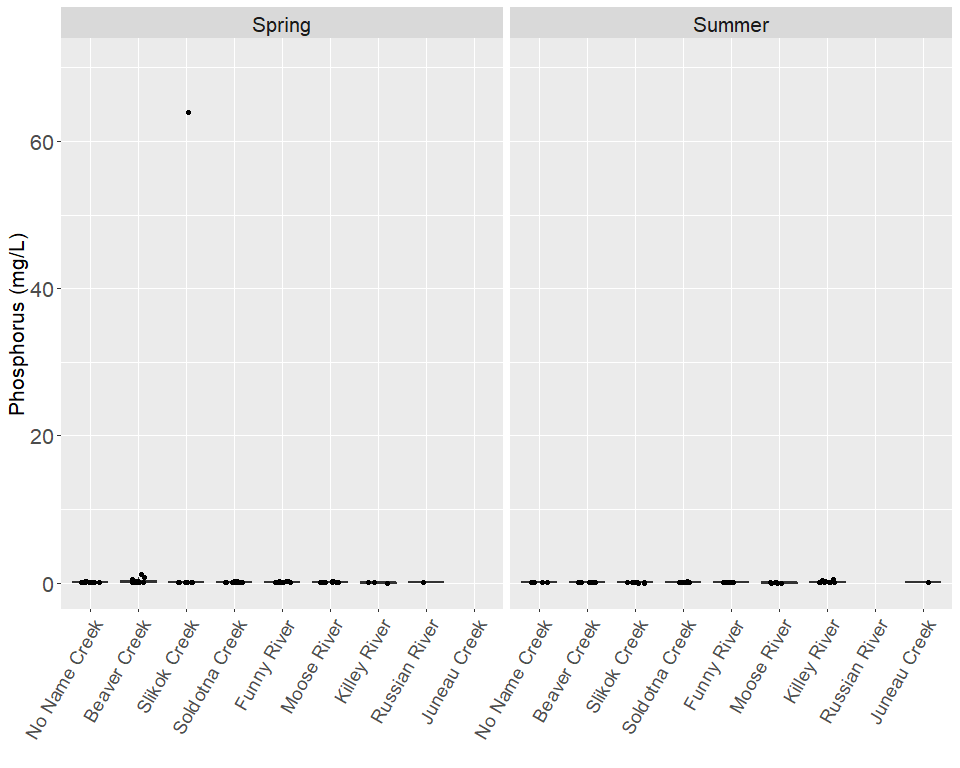 Spring
Summer
Phosphorus (mg/L)
60
40
20
0
No Name Creek
Beaver Creek
Slikok Creek
Soldotna Creek
Funny River
Moose River
Killey River
Russian River
Juneau Creek
No Name Creek
Beaver Creek
Slikok Creek
Soldotna Creek
Funny River
Moose River
Killey River
Russian River
Juneau Creek